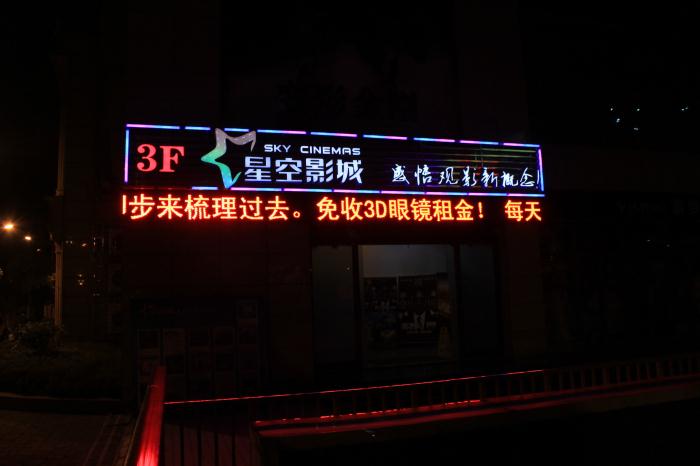 3F
SKY CINEMAS
星空影城
感悟观影新概念!
步来梳理过去。免收3D眼镜租金! 每天